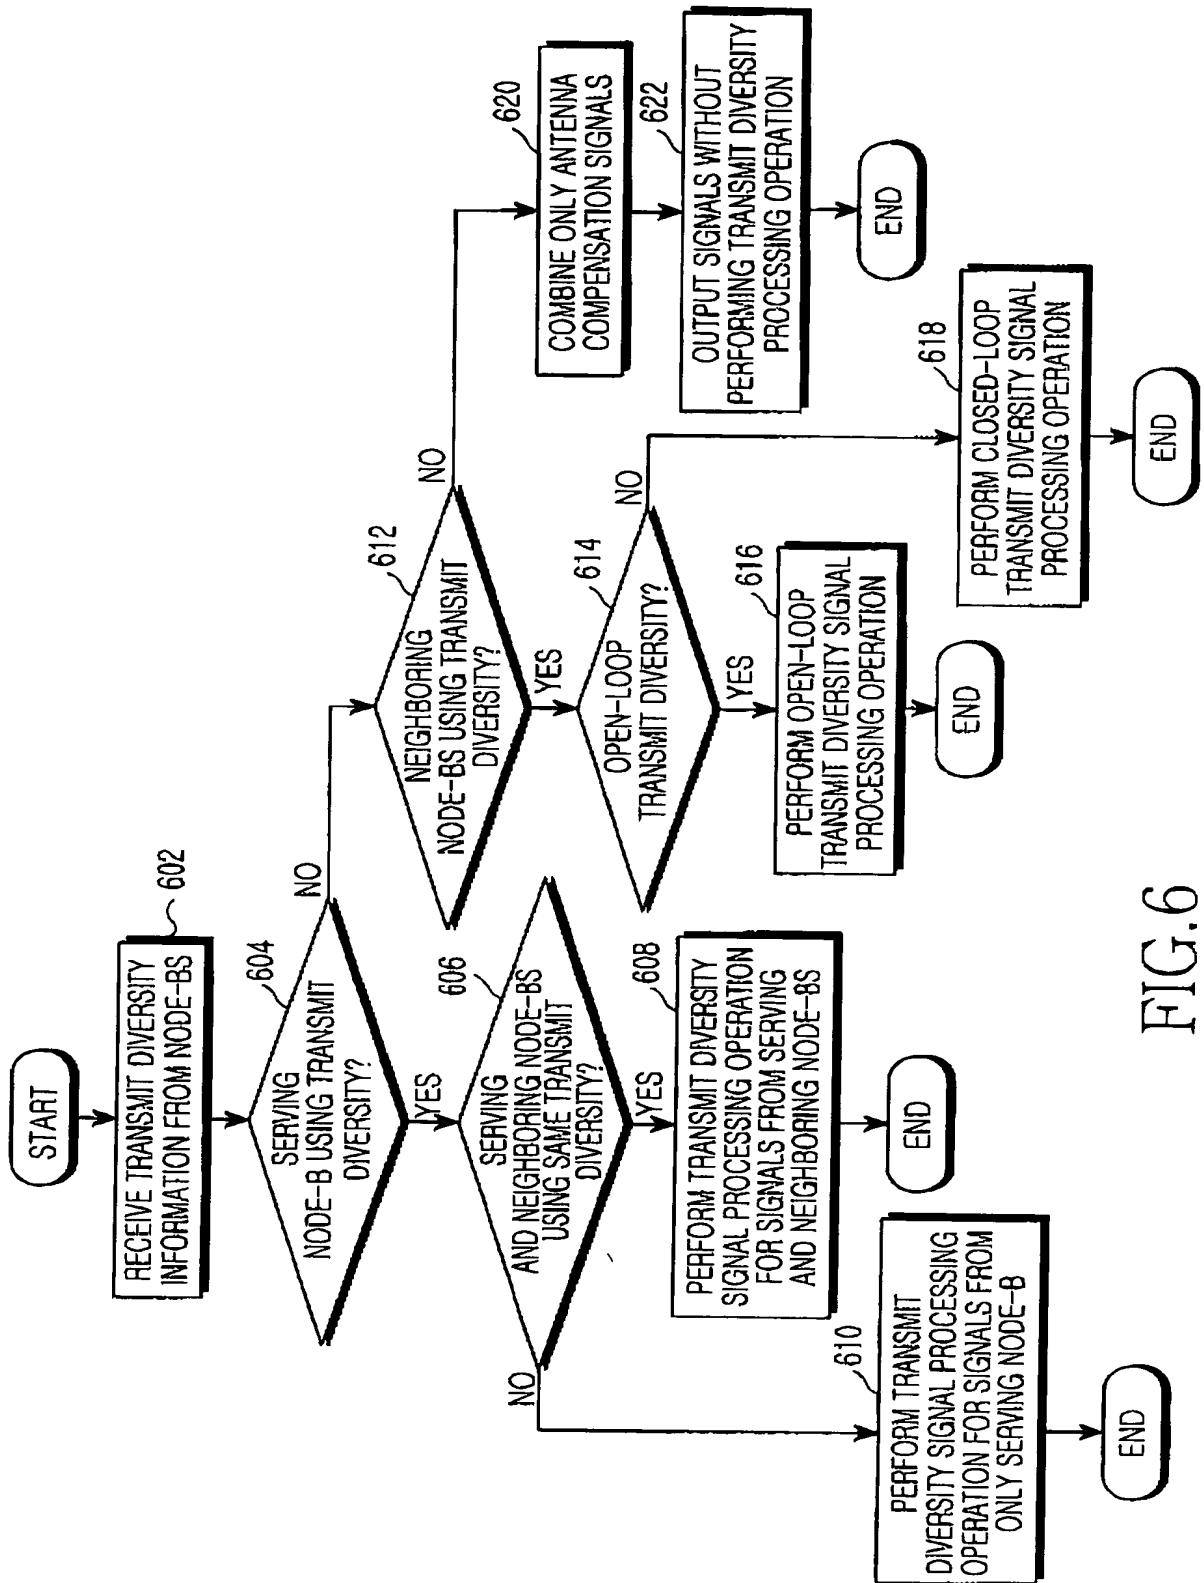 START
602
RECEIVE TRANSMIT DIVERSITY
INFORMATION FROM NODE-BS
604
SERVING
NODE-B USING TRANSMIT
DIVERSITY?
NO
YES
606
SERVING
AND NEIGHBORING NODE-BS
USING SAME TRANSMIT
DIVERSITY?
NO
YES
608
PERFORM TRANSMIT DIVERSITY
SIGNAL PROCESSING OPERATION
FOR SIGNALS FROM SERVING
AND NEIGHBORING NODE-BS
END
610
PERFORM TRANSMIT
DIVERSITY SIGNAL PROCESSING
OPERATION FOR SIGNALS FROM
ONLY SERVING NODE-B
END
612
NEIGHBORING
NODE-BS USING TRANSMIT
DIVERSITY?
NO
YES
614
OPEN-LOOP
TRANSMIT DIVERSITY?
NO
YES
616
PERFORM OPEN-LOOP
TRANSMIT DIVERSITY SIGNAL
PROCESSING OPERATION
END
618
PERFORM CLOSED-LOOP
TRANSMIT DIVERSITY SIGNAL
PROCESSING OPERATION
END
620
COMBINE ONLY ANTENNA
COMPENSATION SIGNALS
622
OUTPUT SIGNALS WITHOUT
PERFORMING TRANSMIT DIVERSITY
PROCESSING OPERATION
END
FIG.6